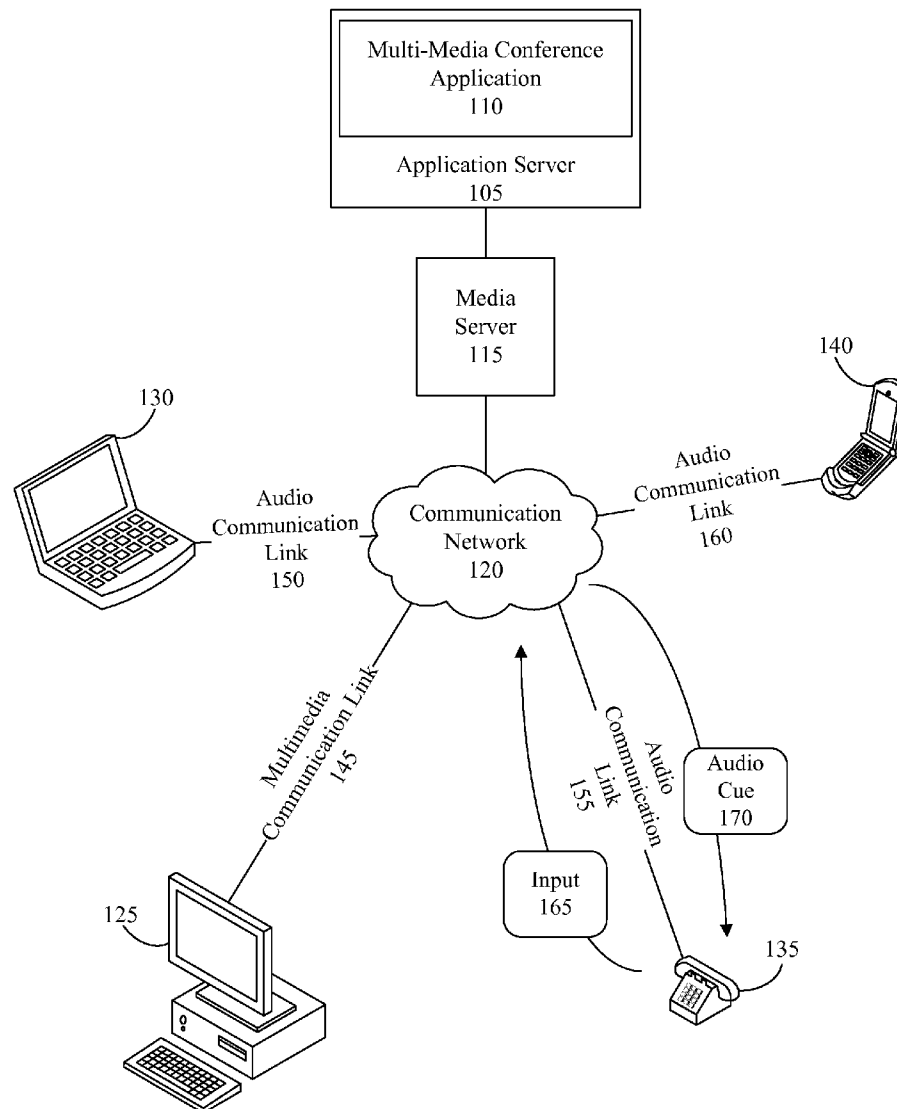 Multi-Media Conference
Application
110
Application Server
105
Media
Server
115
140
130
Audio
Communication
Link
160
Audio
Communication
Link
150
Communication
Network
120
Multimedia
Communication Link
145
Audio
Communication
Link
155
Audio
Cue
170
Input
165
125
135